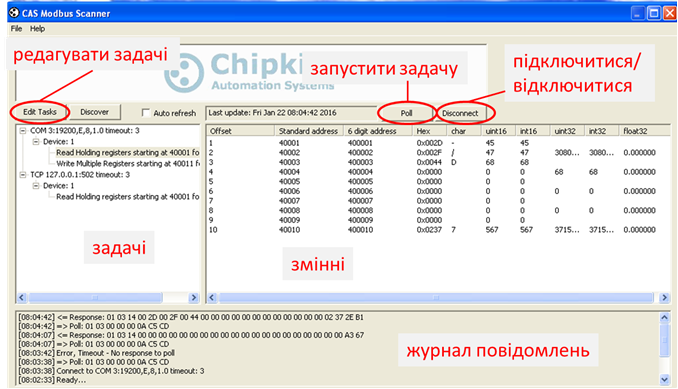 CAS Modbus Scanner
File Help
редагувати задачі
Chipki
Automation Systems
запустити задачу
підключитися/
відключитися
Edit Tasks Discover Auto refresh Last update: Fri Jan 22 08:04:42 2016 Poll Disconnect
COM 3:19200,E,8,1.0 timeout: 3
Device: 1
Read Holding registers starting at 40001 fo
Write Multiple Registers starting at 40011 f
TCP 127.0.0.1:502 timeout: 3
Device: 1
Read Holding registers starting at 40001 fo
задачі
Offset Standard address 6 digit address Hex char uint16 int16 uint32 int32 float32
1 40001 400001 0x002D - 45 45
2 40002 400002 0x002F / 47 47 3080... 3080... 0.000000
3 40003 400003 0x0044 D 68 68
4 40004 400004 0x0000 0 0 68 68 0.000000
5 40005 400005 0x0000 0 0
6 40006 400006 0x0000 0 0 0 0 0.000000
7 40007 400007 0x0000 0 0
8 40008 400008 0x0000 0 0 0 0 0.000000
9 40009 400009 0x0000 0 0
10 40010 400010 0x0237 7 567 567 3715... 3715... 0.000000
змінні
[08:04:42] <= Response: 01 03 14 00 2D 00 2F 00 44 00 00 00 00 00 00 00 00 00 00 00 00 02 37 2E B1
[08:04:42] => Poll: 01 03 00 00 00 0A C5 CD
[08:04:07] <= Response: 01 03 14 00 00 00 00 00 00 00 00 00 00 00 00 00 00 00 00 00 00 00 00 A3 67
[08:04:07] => Poll: 01 03 00 00 00 0A C5 CD
[08:03:42] Error, Timeout - No response to poll
[08:03:38] => Poll: 01 03 00 00 00 0A C5 CD
[08:03:38] Connect to COM 3:19200,E,8,1.0 timeout: 3
[08:02:33] Ready...
журнал повідомлень